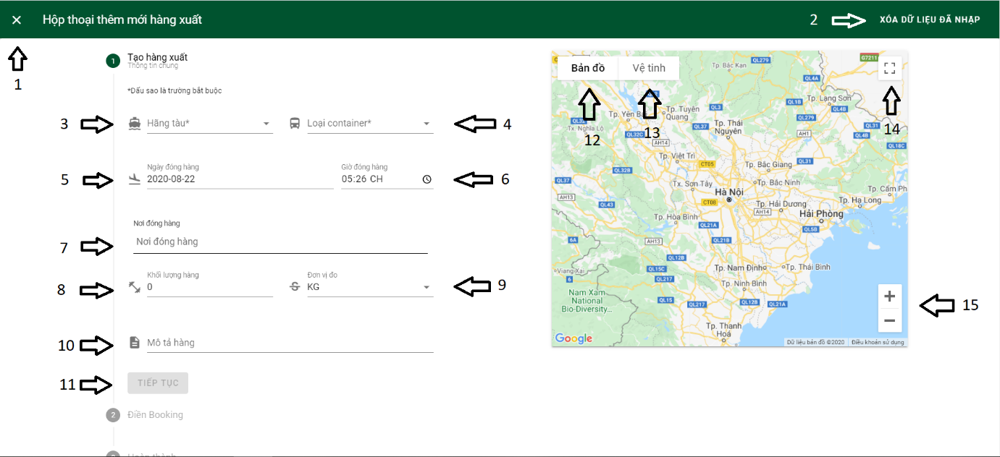 Hộp thoại thêm mới hàng xuất
2
XÓA DỮ LIỆU ĐÃ NHẬP
1
1
Tạo hàng xuất
Thông tin chung
*Dấu sao là trường bắt buộc
3
Hãng tàu*
Loại container*
4
5
Ngày đóng hàng
2020-08-22
Giờ đóng hàng
05:26 CH
6
Nơi đóng hàng
7
Nơi đóng hàng
8
Khối lượng hàng
0
Đơn vị đo
KG
9
10
Mô tả hàng
11
TIẾP TỤC
2
Điền Booking
Bản đồ
Vệ tinh
12
13
14
15
QL279
G7211
Tp. Bắc Kạn
QL4A
QL1B
Tp. Lạng Sơn
QL4B
QL3
QL279
Tp. Tuyên
Quang
Tp. Yên Bái
QL32
Tx. Nghĩa Lộ
QL32C
QL37
Tp. Thái
Nguyên
QL31
AH1
QL4B
AH14
QL18C
Tp. Việt Trì
CT05
QL31
Tp. Bắc Giang
QL32B
QL37
Tx. Sơn Tây
Tp. Bắc Ninh
Hà Nội
Tp. Cẩm Ph
AH13
CT08
Tp. Hạ Long
QL43
Tp. Hải Dương
AH14
Hải Phòng
Tp. Hòa Bình
QL21A
QL5B
6A
AH13
QL21B
QL12B
Viang Xai
QL15C
Tp. Nam Định
Tp. Thái Bình
6
QL217
Tp. Ninh Bình
Nam Xam
National
Bio-Diversity...
QL15
QL217
QL12B
QL21A
Tp. Thanh
Hoá
Google
Dữ liệu bản đồ ©2020
Điều khoản sử dụng
+
−